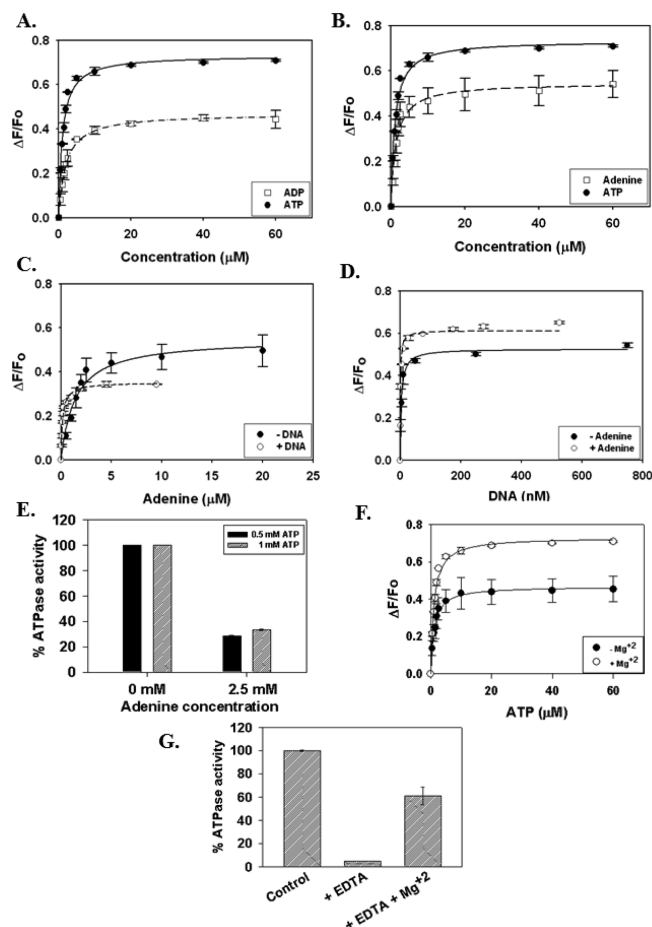 A.
0.8
0.6
0.4
0.2
0.0
ΔF/Fo
0 20 40 60
Concentration (μM)
ADP
ATP
B.
0.8
0.6
0.4
0.2
0.0
ΔF/Fo
0 20 40 60
Concentration (μM)
Adenine
ATP
C.
0.8
0.6
0.4
0.2
0.0
ΔF/Fo
0 5 10 15 20 25
Adenine (μM)
- DNA
+ DNA
D.
0.8
0.6
0.4
0.2
0.0
ΔF/Fo
0 200 400 600 800
DNA (nM)
- Adenine
+ Adenine
E.
120
100
80
60
40
20
0
% ATPase activity
0.5 mM ATP
1 mM ATP
0 mM 2.5 mM
Adenine concentration
F.
0.8
0.6
0.4
0.2
0.0
ΔF/Fo
0 10 20 30 40 50 60
ATP (μM)
- Mg+2
+ Mg+2
G.
120
100
80
60
40
20
0
% ATPase activity
Control
+ EDTA
+ EDTA + Mg+2